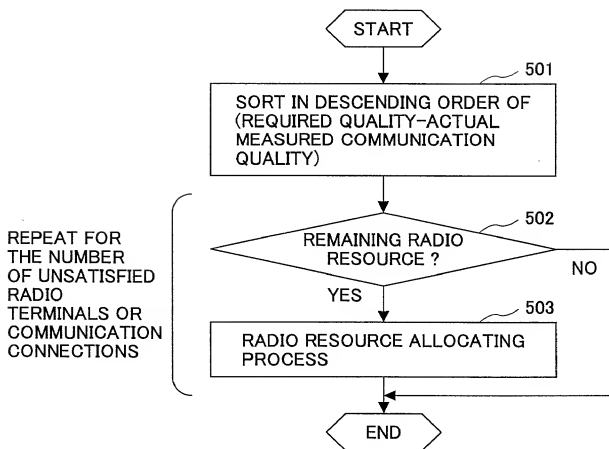 START
501
SORT IN DESCENDING ORDER OF
(REQUIRED QUALITY-ACTUAL
MEASURED COMMUNICATION
QUALITY)
502
REMAINING RADIO
RESOURCE ?
NO
YES
REPEAT FOR
THE NUMBER
OF UNSATISFIED
RADIO
TERMINALS OR
COMMUNICATION
CONNECTIONS
503
RADIO RESOURCE ALLOCATING
PROCESS
END